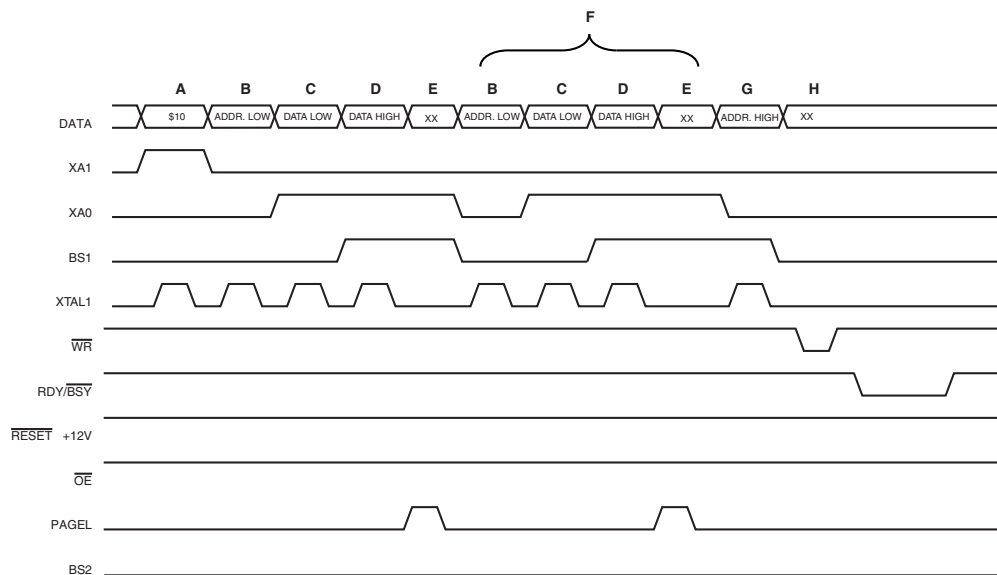 F
A B C D E B C D E G H
DATA $10 ADDR. LOW DATA LOW DATA HIGH XX ADDR. LOW DATA LOW DATA HIGH XX ADDR. HIGH XX
XA1
XA0
BS1
XTAL1
WR
RDY/BSY
RESET +12V
OE
PAGEL
BS2